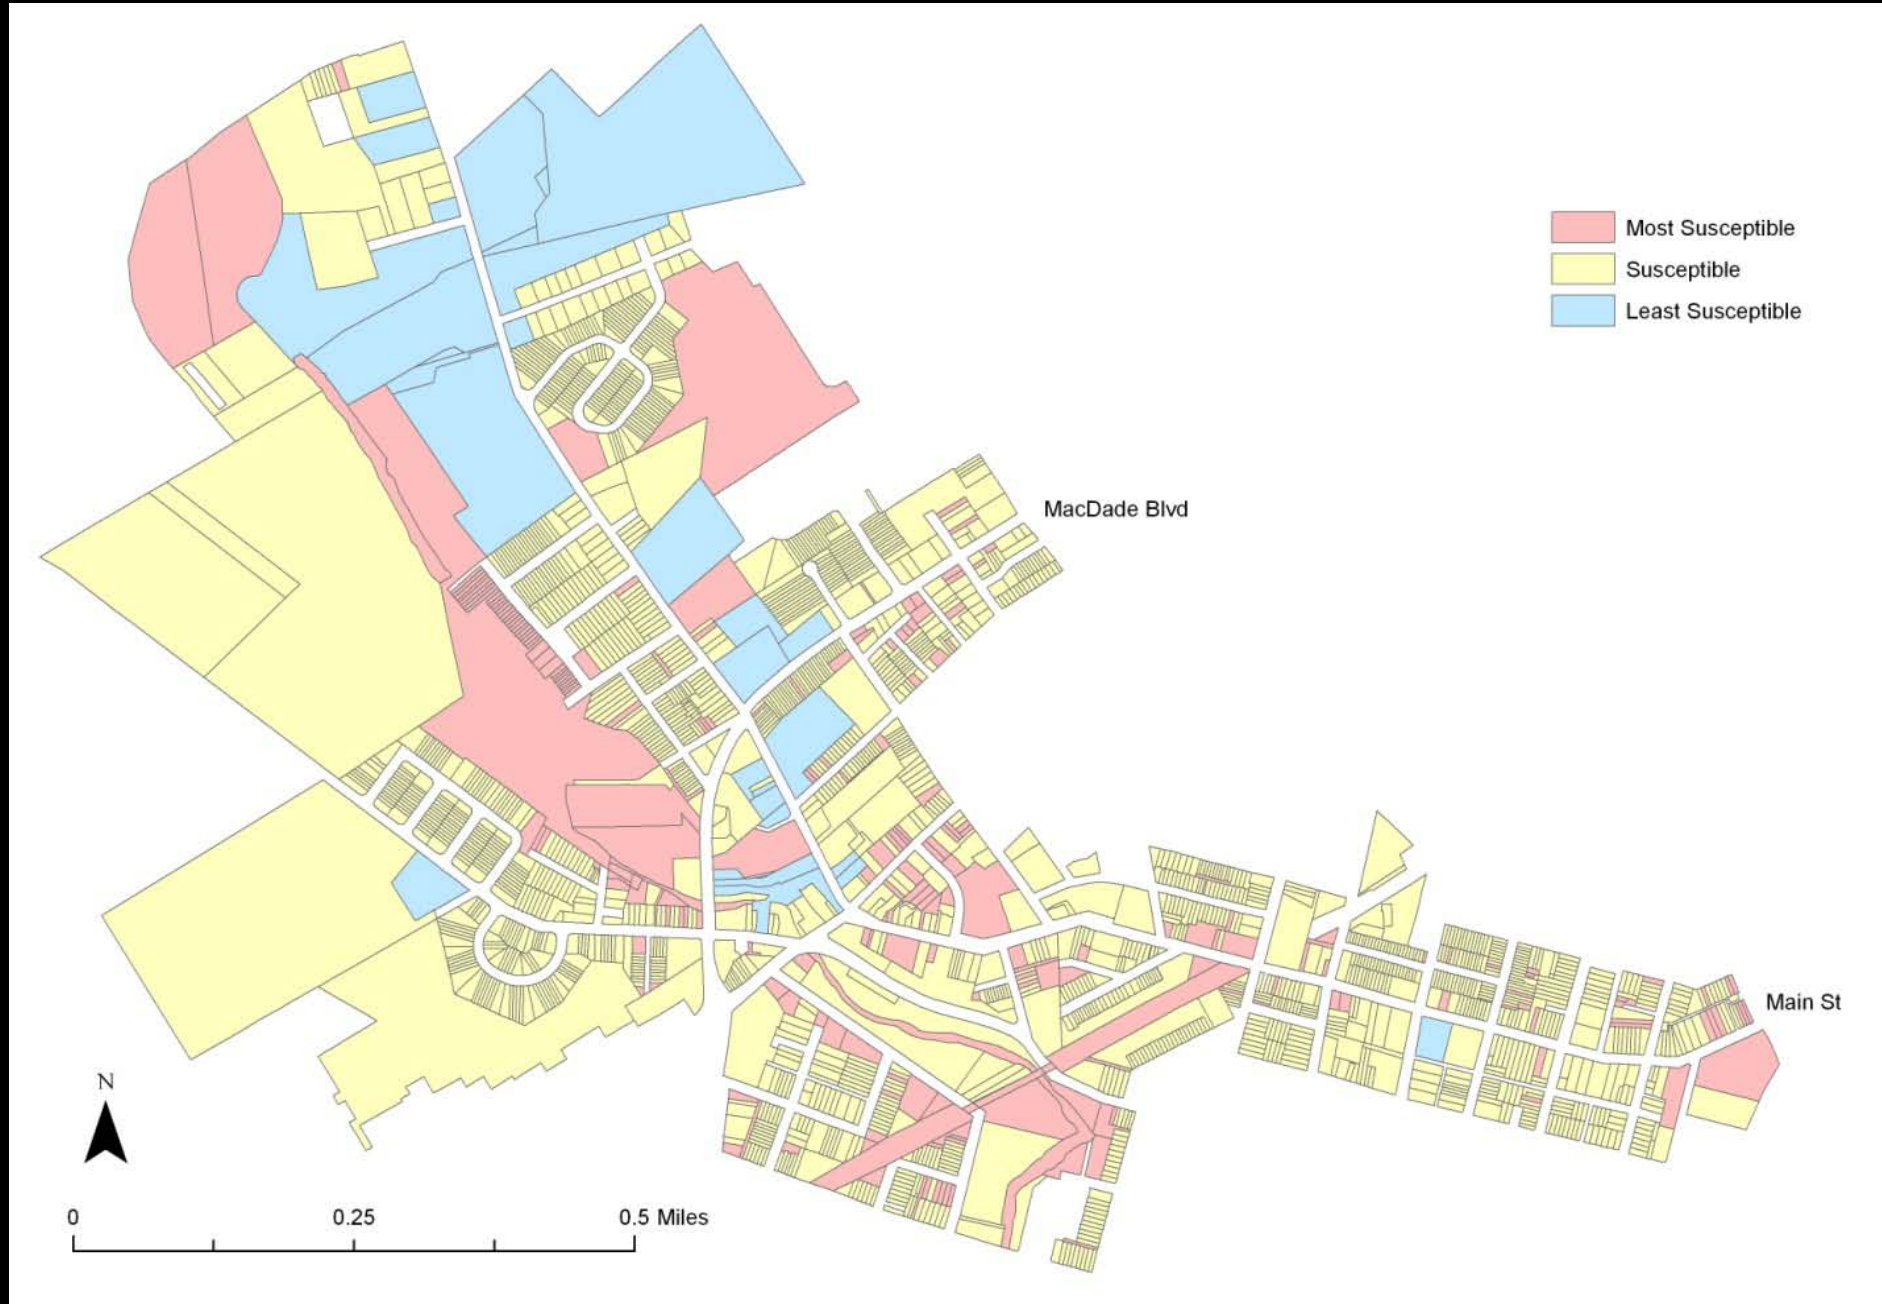 Most Susceptible
Susceptible
Least Susceptible
MacDade Blvd
Main St
N
0 0.25 0.5 Miles